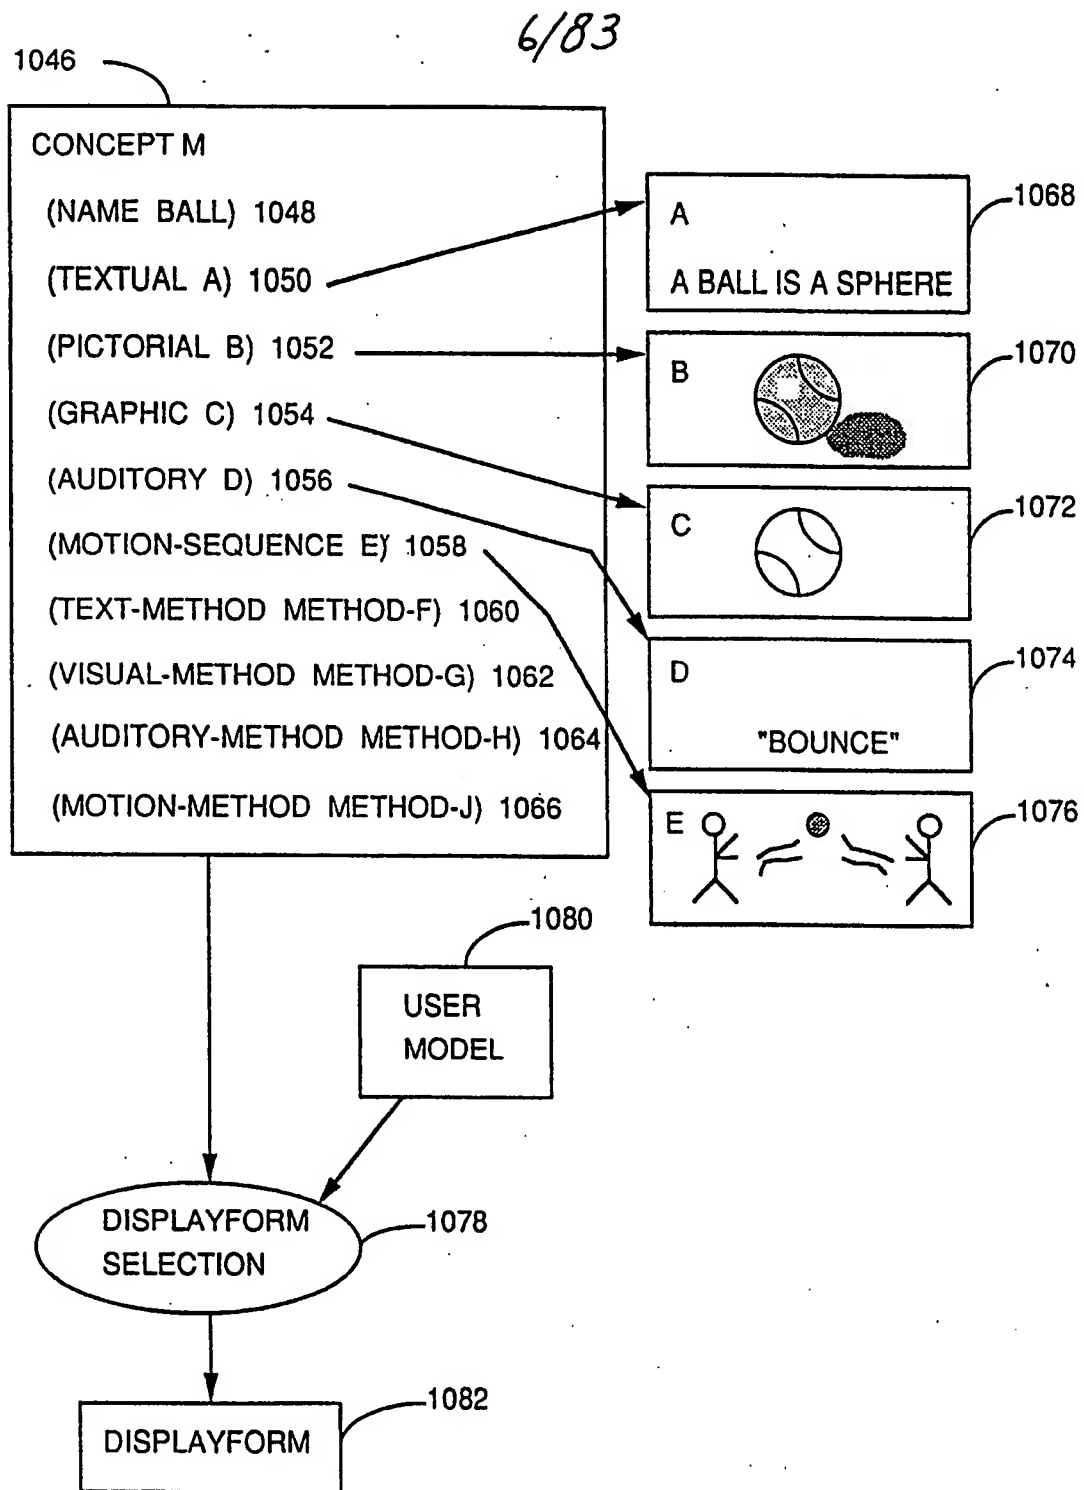 6/83
1046
CONCEPT M
(NAME BALL) 1048
(TEXTUAL A) 1050
(PICTORIAL B) 1052
(GRAPHIC C) 1054
(AUDITORY D) 1056
(MOTION-SEQUENCE E) 1058
(TEXT-METHOD METHOD-F) 1060
(VISUAL-METHOD METHOD-G) 1062
(AUDITORY-METHOD METHOD-H) 1064
(MOTION-METHOD METHOD-J) 1066
A
A BALL IS A SPHERE
1068
B
1070
C
1072
D
"BOUNCE"
1074
E
1076
1080
USER
MODEL
DISPLAYFORM
SELECTION
1078
1082
DISPLAYFORM